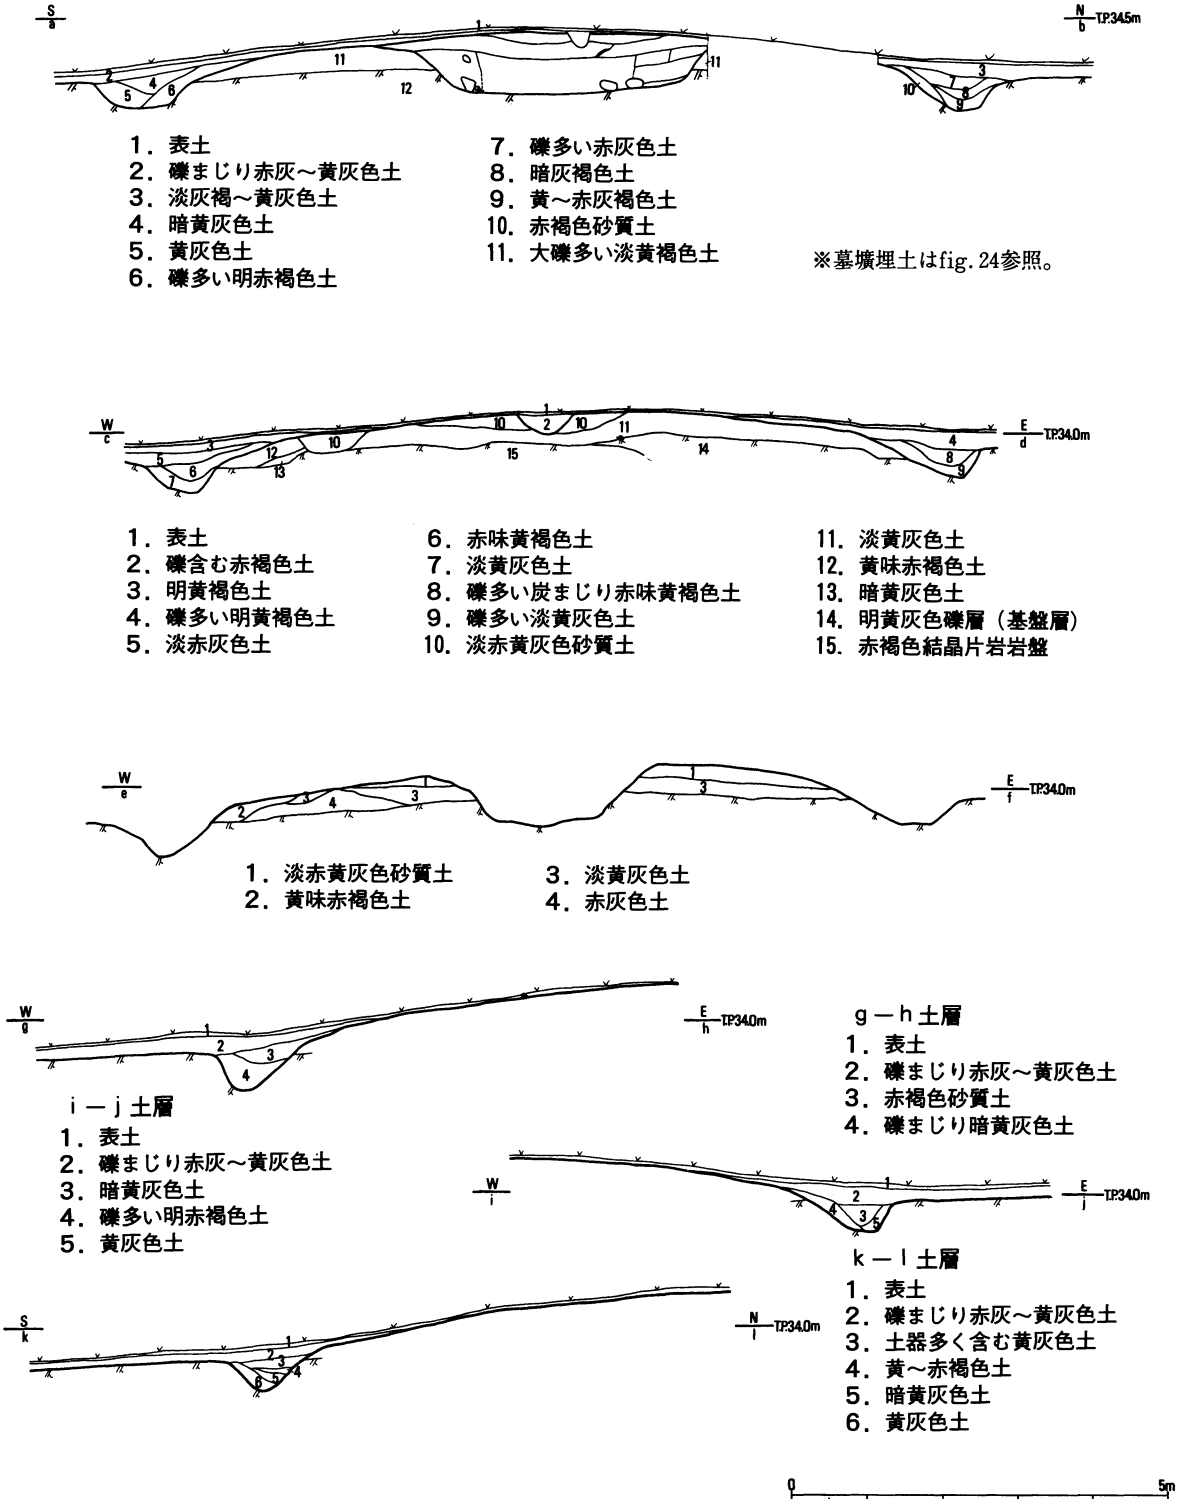 S
a
N
b
T.P.34.5m
1
2
4
5
6
11
12
11
3
7
8
9
10
1. 表土
2. 礫まじり赤灰～黄灰色土
3. 淡灰褐～黄灰色土
4. 暗黄灰色土
5. 黄灰色土
6. 礫多い明赤褐色土
7. 礫多い赤灰色土
8. 暗灰褐色土
9. 黄～赤灰褐色土
10. 赤褐色砂質土
11. 大礫多い淡黄褐色土
※墓壙埋土はfig.24参照。
W
c
E
d
T.P.34.0m
1
2
10
10
11
3
5
6
7
12
13
10
15
14
4
8
9
1. 表土
2. 礫含む赤褐色土
3. 明黄褐色土
4. 礫多い明黄褐色土
5. 淡赤灰色土
6. 赤味黄褐色土
7. 淡黄灰色土
8. 礫多い炭まじり赤味黄褐色土
9. 礫多い淡黄灰色土
10. 淡赤黄灰色砂質土
11. 淡黄灰色土
12. 黄味赤褐色土
13. 暗黄灰色土
14. 明黄灰色礫層（基盤層）
15. 赤褐色結晶片岩岩盤
W
e
E
f
T.P.34.0m
1
2
3
4
3
1
3
1. 淡赤黄灰色砂質土
2. 黄味赤褐色土
3. 淡黄灰色土
4. 赤灰色土
W
g
E
h
T.P.34.0m
1
2
3
4
g－h土層
1. 表土
2. 礫まじり赤灰～黄灰色土
3. 赤褐色砂質土
4. 礫まじり暗黄灰色土
i－j土層
1. 表土
2. 礫まじり赤灰～黄灰色土
3. 暗黄灰色土
4. 礫多い明赤褐色土
5. 黄灰色土
W
i
E
j
T.P.34.0m
1
2
3
4
5
k－l土層
1. 表土
2. 礫まじり赤灰～黄灰色土
3. 土器多く含む黄灰色土
4. 黄～赤褐色土
5. 暗黄灰色土
6. 黄灰色土
S
k
N
l
T.P.34.0m
1
2
3
4
5
6
0
5m